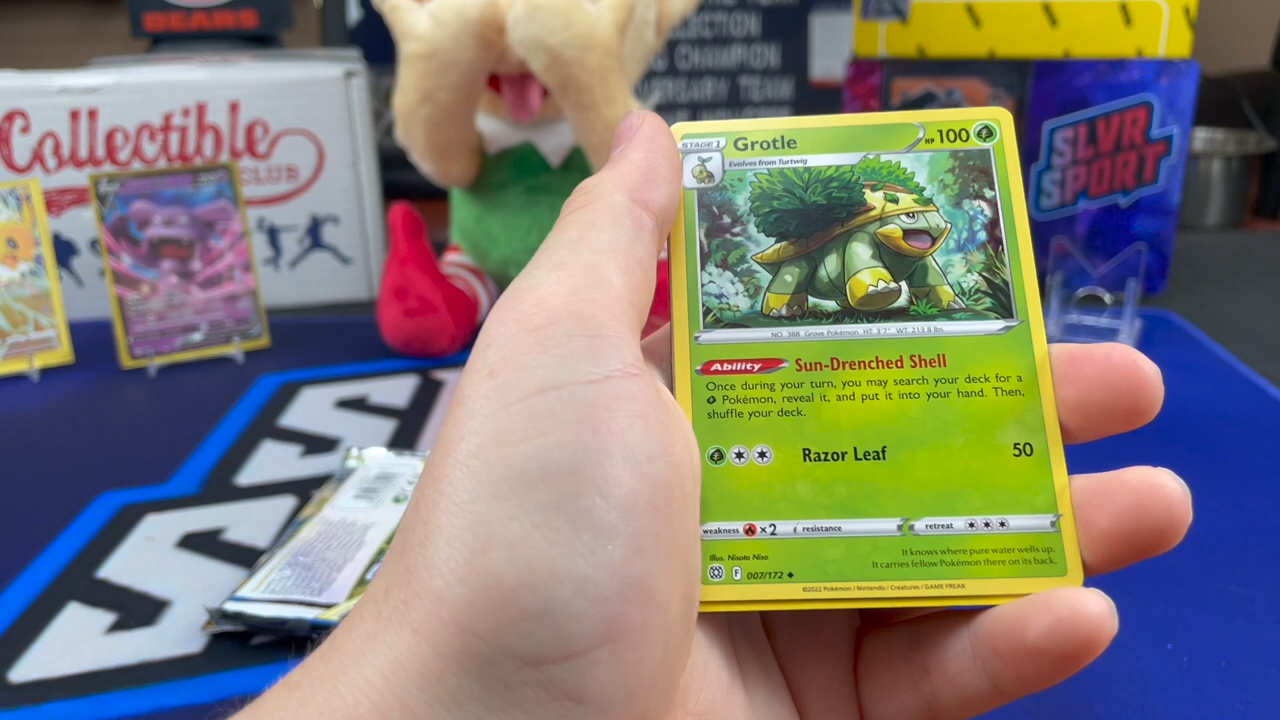 BEARS
Collectible
CLUB
COLLECTION
CHAMPION
TEAM
SLVR
SPORT
STAGE 1
Grotle
HP 100
Evolves from Turtwig
NO. 388 Grove Pokémon HT: 3'7" WT: 213.8 lbs.
Ability Sun-Drenched Shell
Once during your turn, you may search your deck for a
Pokémon, reveal it, and put it into your hand. Then,
shuffle your deck.
Razor Leaf 50
weakness ×2 resistance retreat
Illus. Nisota Niso
It knows where pure water wells up.
It carries fellow Pokémon there on its back.
F 007/172 ◆
©2022 Pokémon / Nintendo / Creatures / GAME FREAK